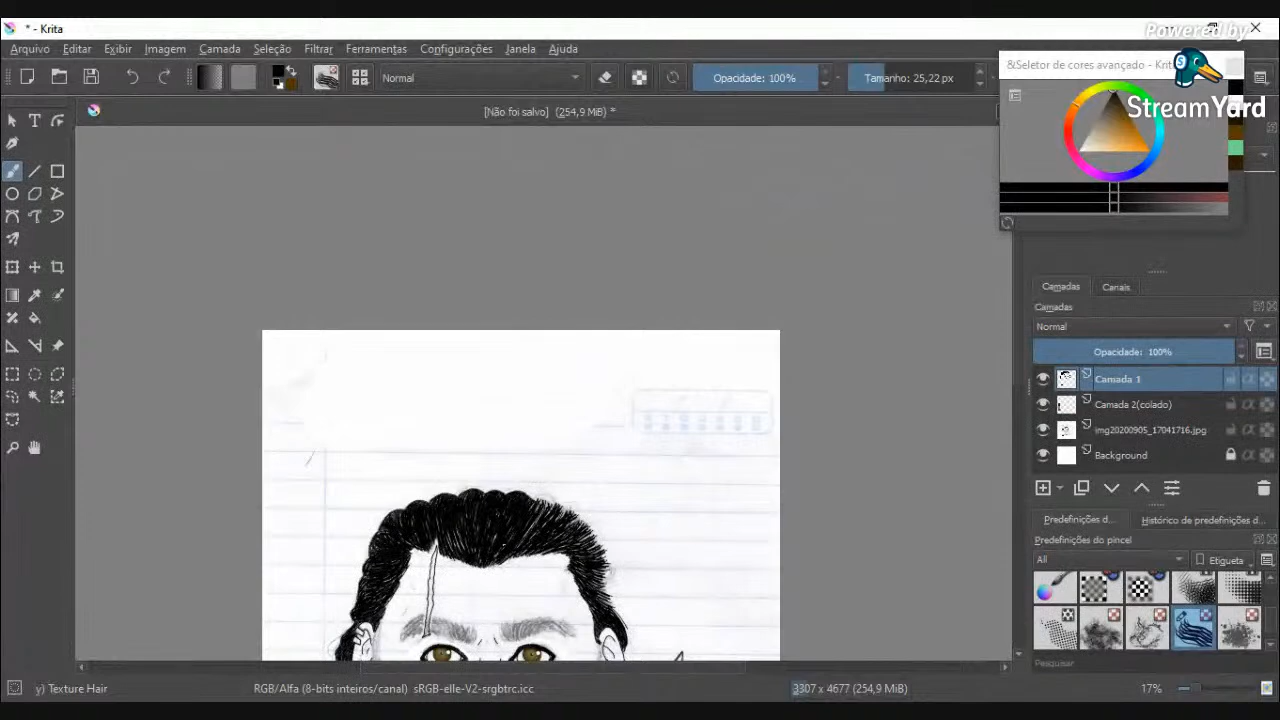 * - Krita
Powered by
StreamYard
Arquivo Editar Exibir Imagem Camada Seleção Filtrar Ferramentas Configurações Janela Ajuda
Normal
Opacidade: 100%
Tamanho: 25,22 px
&Seletor de cores avançado - Krita
[Não foi salvo] (254,9 MiB) *
Camadas Canais
Camadas
Normal
Opacidade: 100%
Camada 1
Camada 2(colado)
img20200905_17041716.jpg
Background
Predefinições d... Histórico de predefinições d...
Predefinições do pincel
All Etiqueta
Pesquisar
y) Texture Hair
RGB/Alfa (8-bits inteiros/canal) sRGB-elle-V2-srgbtrc.icc
3307 x 4677 (254,9 MiB)
17%